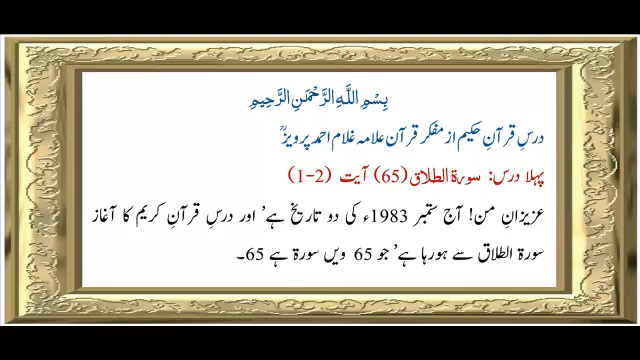 بِسْمِ اللّٰهِ الرَّحْمٰنِ الرَّحِیْمِ
درسِ قرآنِ حکیم از مفکر قرآن علامہ غلام احمد پرویزؒ
پہلا درس: سورۃ الطلاق (65) آیت (1-2)
عزیزانِ من! آج ستمبر 1983ء کی دو تاریخ ہے' اور درسِ قرآنِ کریم کا آغاز
سورۃ الطلاق سے ہورہا ہے' جو 65 ویں سورۃ ہے 65۔